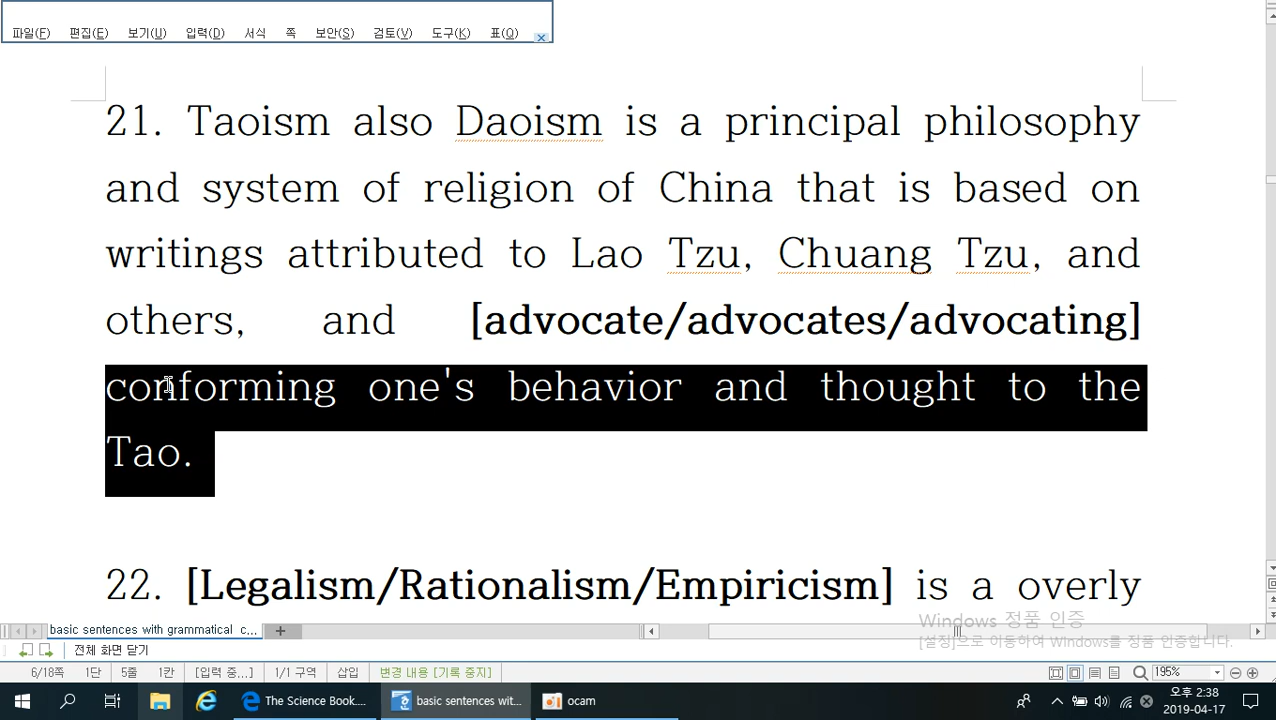 파일(F) 편집(E) 보기(U) 입력(D) 서식 쪽 보안(S) 검토(V) 도구(K) 표(Q)
21. Taoism also Daoism is a principal philosophy
and system of religion of China that is based on
writings attributed to Lao Tzu, Chuang Tzu, and
others, and [advocate/advocates/advocating]
conforming one's behavior and thought to the
Tao.
22. [Legalism/Rationalism/Empiricism] is a overly
Windows 정품 인증
[설정]으로 이동하여 Windows를 정품 인증합니다.
basic sentences with grammatical c...
전체 화면 닫기
6/18쪽 1단 5줄 1칸 [입력 중...] 1/1 구역 삽입 변경 내용 [기록 중지] 195%
The Science Book.... basic sentences wit... ocam
오후 2:38
2019-04-17